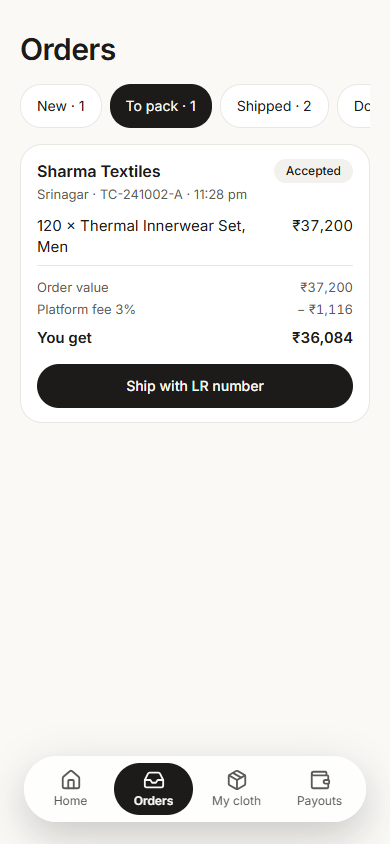 Orders
New · 1
To pack · 1
Shipped · 2
Sharma Textiles
Accepted
Srinagar · TC-241002-A · 11:28 pm
120 × Thermal Innerwear Set, Men
₹37,200
Order value
₹37,200
Platform fee 3%
− ₹1,116
You get
₹36,084
Ship with LR number
Home
Orders
My cloth
Payouts